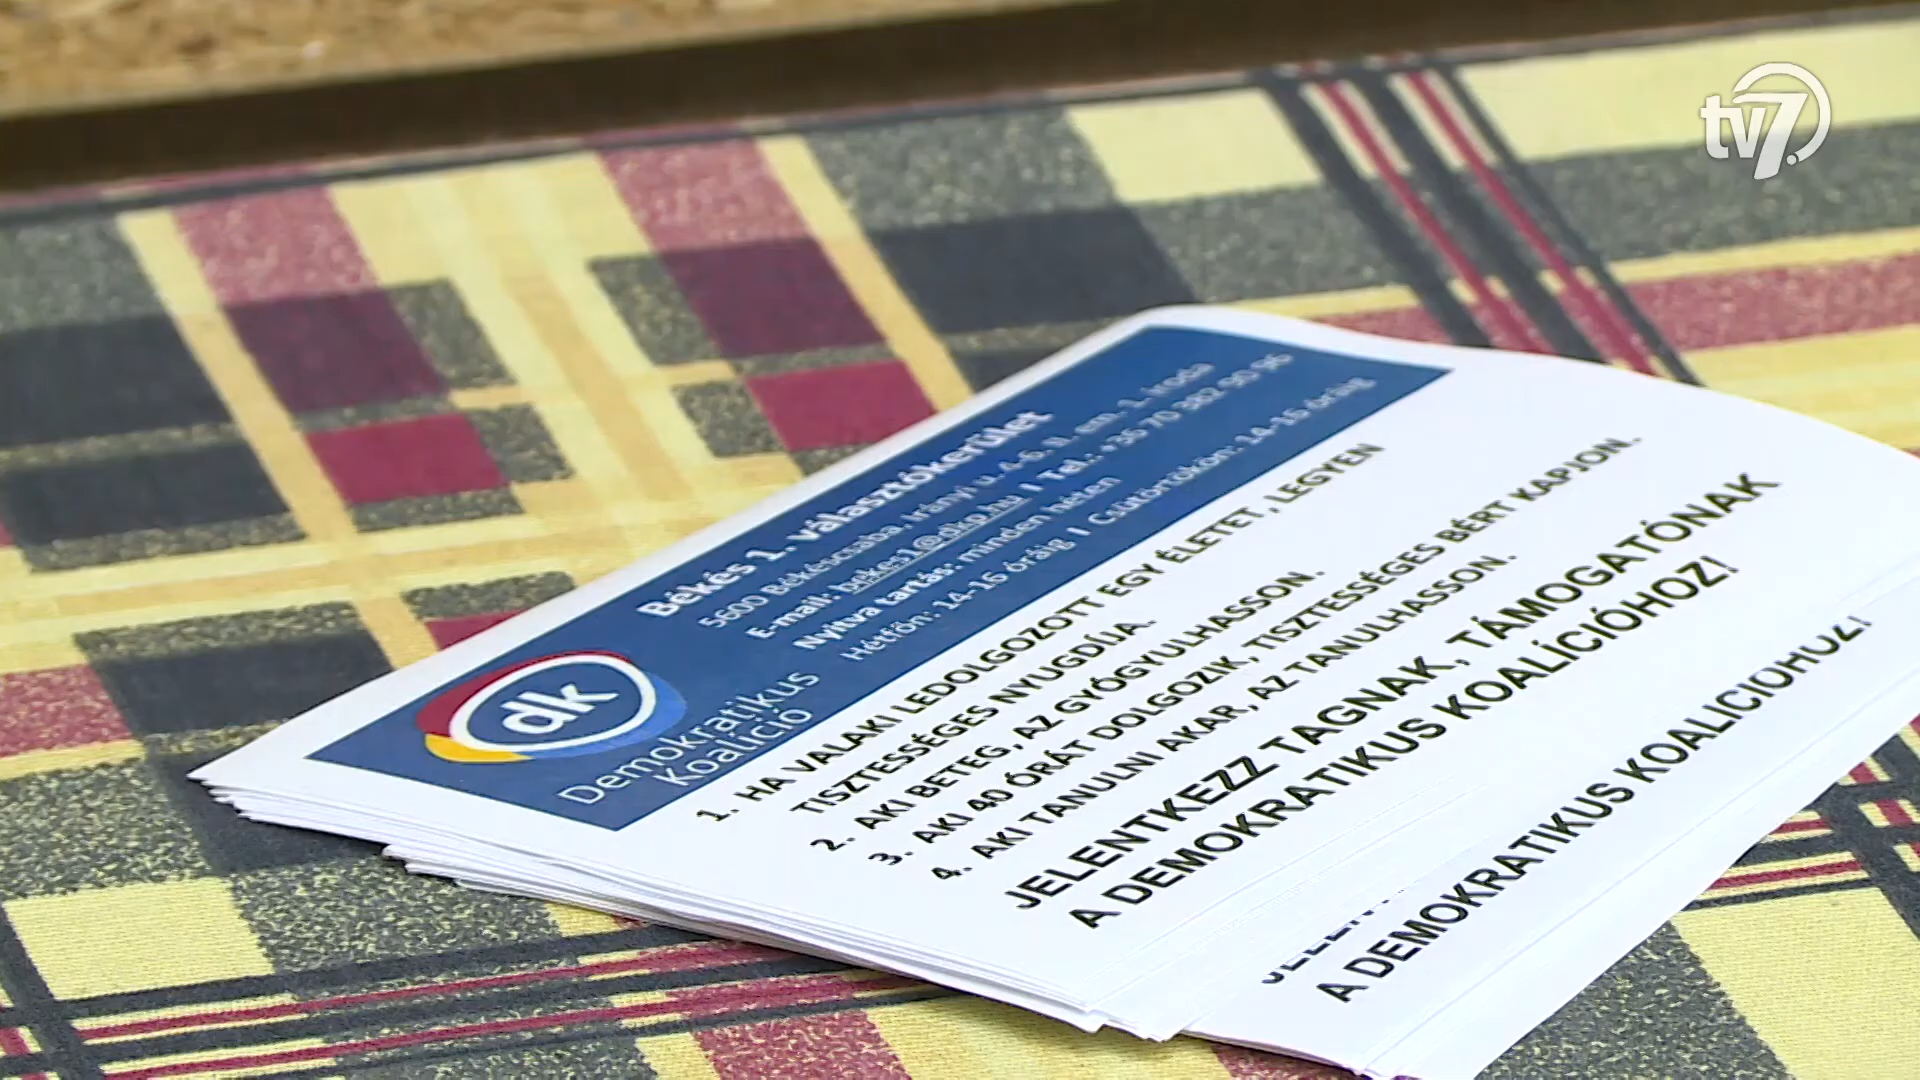 tv7
Békés 1. választókerület
5600 Békéscsaba, Irányi u. 4-6. II. em. 1. iroda
E-mail: bekes1@dkp.hu I Tel.: +36 70 382 90 96
Nyitva tartás: minden héten
Hétfőn: 14-16 óráig I Csütörtökön: 14-16 óráig
dk
Demokratikus
Koalíció
1. HA VALAKI LEDOLGOZOTT EGY ÉLETET, LEGYEN
TISZTESSÉGES NYUGDÍJA.
2. AKI BETEG, AZ GYÓGYULHASSON.
3. AKI 40 ÓRÁT DOLGOZIK, TISZTESSÉGES BÉRT KAPJON.
4. AKI TANULNI AKAR, AZ TANULHASSON.
JELENTKEZZ TAGNAK, TÁMOGATÓNAK
A DEMOKRATIKUS KOALÍCIÓHOZ!
A DEMOKRATIKUS KOALÍCIÓHOZ!